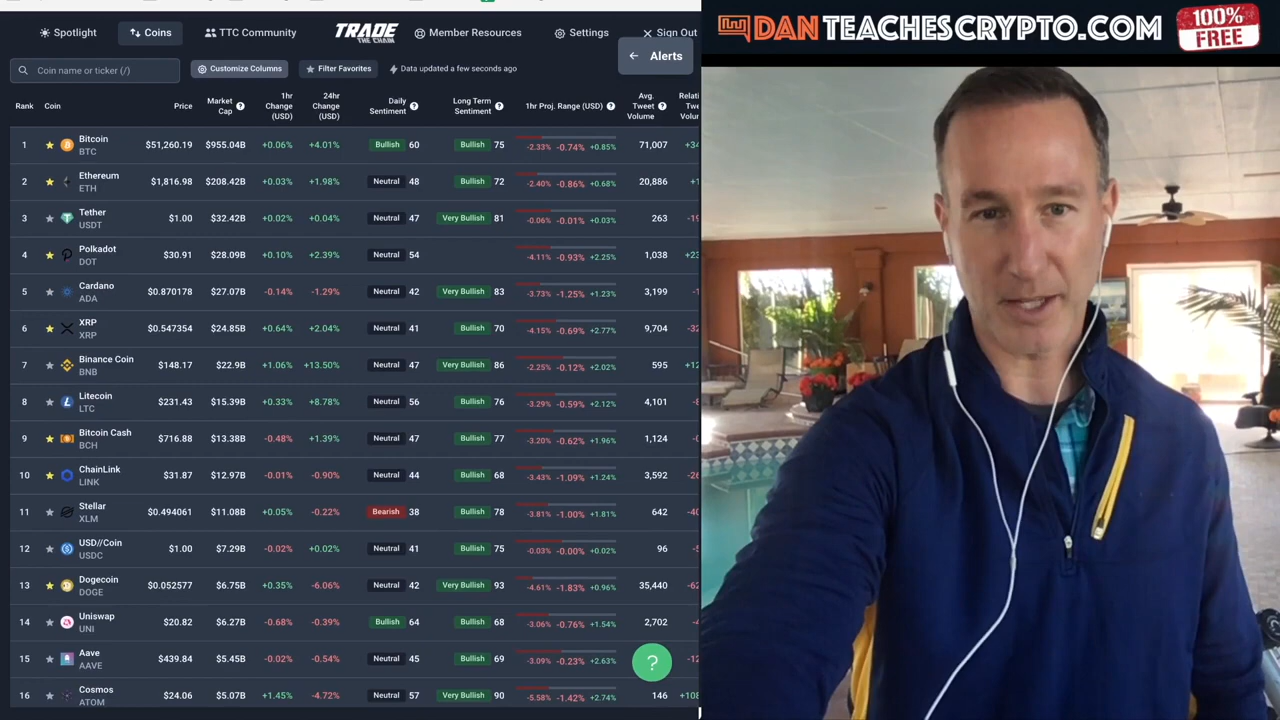 Spotlight
Coins
TTC Community
TRADE
THE CHAIN
Member Resources
Settings
Sign Out
Alerts
Coin name or ticker (/)
Customize Columns
Filter Favorites
Data updated a few seconds ago
Rank Coin Price Market Cap ? 1hr Change (USD) 24hr Change (USD) Daily Sentiment ? Long Term Sentiment ? 1hr Proj. Range (USD) ? Avg. Tweet Volume ?
1 Bitcoin BTC $51,260.19 $955.04B +0.06% +4.01% Bullish 60 Bullish 75 -2.33% -0.74% +0.85% 71,007
2 Ethereum ETH $1,816.98 $208.42B +0.03% +1.98% Neutral 48 Bullish 72 -2.40% -0.86% +0.68% 20,886
3 Tether USDT $1.00 $32.42B +0.02% +0.04% Neutral 47 Very Bullish 81 -0.06% -0.01% +0.03% 263
4 Polkadot DOT $30.91 $28.09B +0.10% +2.39% Neutral 54 -4.11% -0.93% +2.25% 1,038
5 Cardano ADA $0.870178 $27.07B -0.14% -1.29% Neutral 42 Very Bullish 83 -3.73% -1.25% +1.23% 3,199
6 XRP XRP $0.547354 $24.85B +0.64% +2.04% Neutral 41 Bullish 70 -4.15% -0.69% +2.77% 9,704
7 Binance Coin BNB $148.17 $22.9B +1.06% +13.50% Neutral 47 Very Bullish 86 -2.25% -0.12% +2.02% 595
8 Litecoin LTC $231.43 $15.39B +0.33% +8.78% Neutral 56 Bullish 76 -3.29% -0.59% +2.12% 4,101
9 Bitcoin Cash BCH $716.88 $13.38B -0.48% +1.39% Neutral 47 Bullish 77 -3.20% -0.62% +1.96% 1,124
10 ChainLink LINK $31.87 $12.97B -0.01% -0.90% Neutral 44 Bullish 68 -3.43% -1.09% +1.24% 3,592
11 Stellar XLM $0.494061 $11.08B +0.05% -0.22% Bearish 38 Bullish 78 -3.81% -1.00% +1.81% 642
12 USD//Coin USDC $1.00 $7.29B -0.02% +0.02% Neutral 41 Bullish 75 -0.03% -0.00% +0.02% 96
13 Dogecoin DOGE $0.052577 $6.75B +0.35% -6.06% Neutral 42 Very Bullish 93 -4.61% -1.83% +0.96% 35,440
14 Uniswap UNI $20.82 $6.27B -0.68% -0.39% Bullish 64 Bullish 68 -3.06% -0.76% +1.54% 2,702
15 Aave AAVE $439.84 $5.45B -0.02% -0.54% Neutral 45 Bullish 69 -3.09% -0.23% +2.63%
16 Cosmos ATOM $24.06 $5.07B +1.45% -4.72% Neutral 57 Very Bullish 90 -5.58% -1.42% +2.74% 146
?
DANTEACHESCRYPTO.COM
100%
FREE